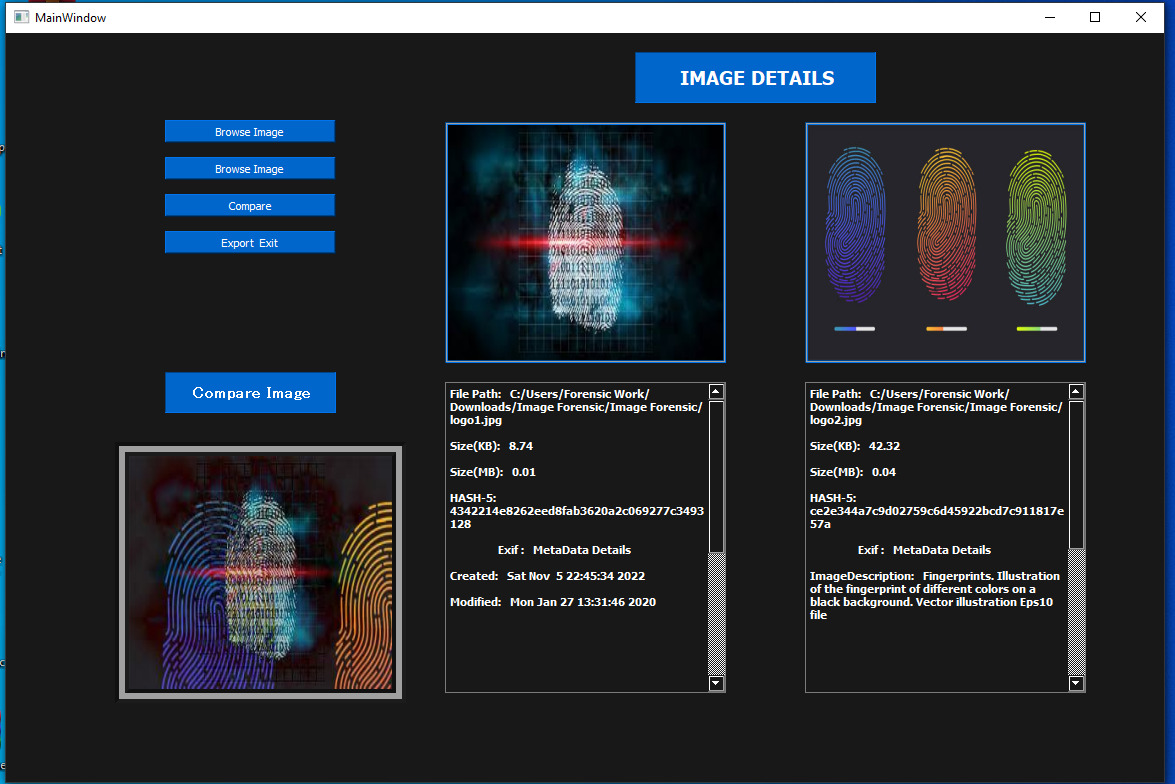 MainWindow
IMAGE DETAILS
Browse Image
Browse Image
Compare
Export Exit
Compare Image
File Path: C:/Users/Forensic Work/
Downloads/Image Forensic/Image Forensic/
logo1.jpg
Size(KB): 8.74
Size(MB): 0.01
HASH-5:
4342214e8262eed8fab3620a2c069277c3493
128
Exif : MetaData Details
Created: Sat Nov 5 22:45:34 2022
Modified: Mon Jan 27 13:31:46 2020
File Path: C:/Users/Forensic Work/
Downloads/Image Forensic/Image Forensic/
logo2.jpg
Size(KB): 42.32
Size(MB): 0.04
HASH-5:
ce2e344a7c9d02759c6d45922bcd7c911817e
57a
Exif : MetaData Details
ImageDescription: Fingerprints. Illustration
of the fingerprint of different colors on a
black background. Vector illustration Eps10
file